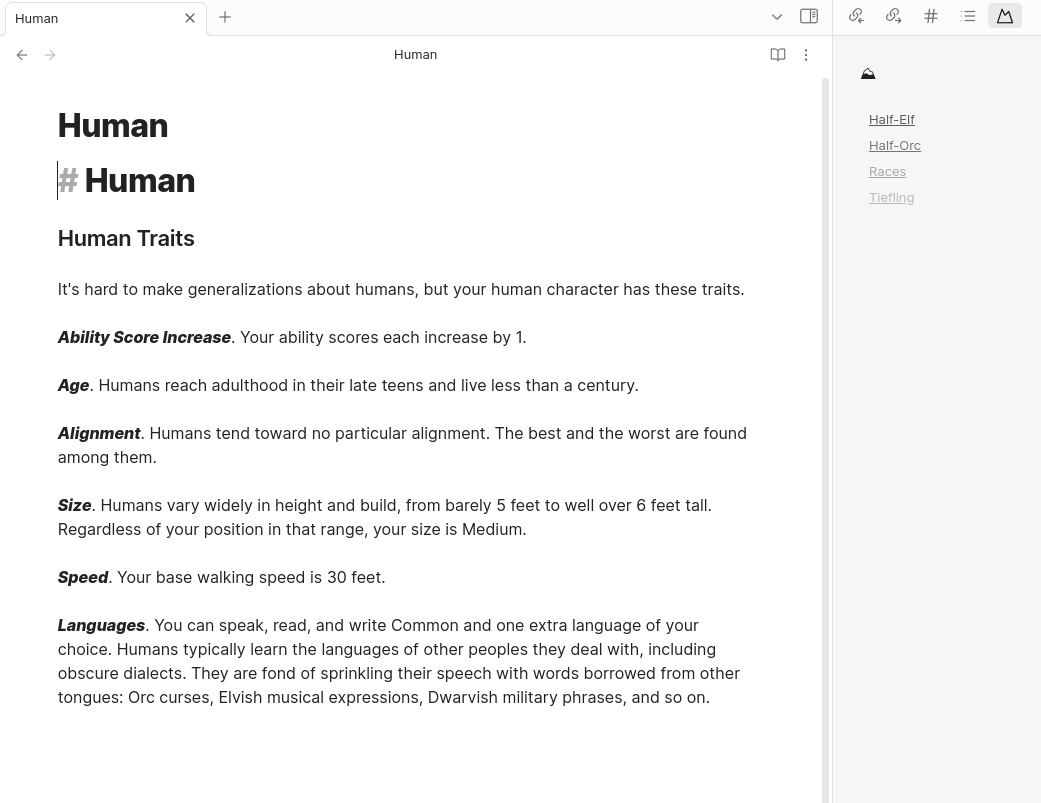 Human
Human
Human
# Human
Human Traits
It's hard to make generalizations about humans, but your human character has these traits.
Ability Score Increase. Your ability scores each increase by 1.
Age. Humans reach adulthood in their late teens and live less than a century.
Alignment. Humans tend toward no particular alignment. The best and the worst are found
among them.
Size. Humans vary widely in height and build, from barely 5 feet to well over 6 feet tall.
Regardless of your position in that range, your size is Medium.
Speed. Your base walking speed is 30 feet.
Languages. You can speak, read, and write Common and one extra language of your
choice. Humans typically learn the languages of other peoples they deal with, including
obscure dialects. They are fond of sprinkling their speech with words borrowed from other
tongues: Orc curses, Elvish musical expressions, Dwarvish military phrases, and so on.
Half-Elf
Half-Orc
Races
Tiefling